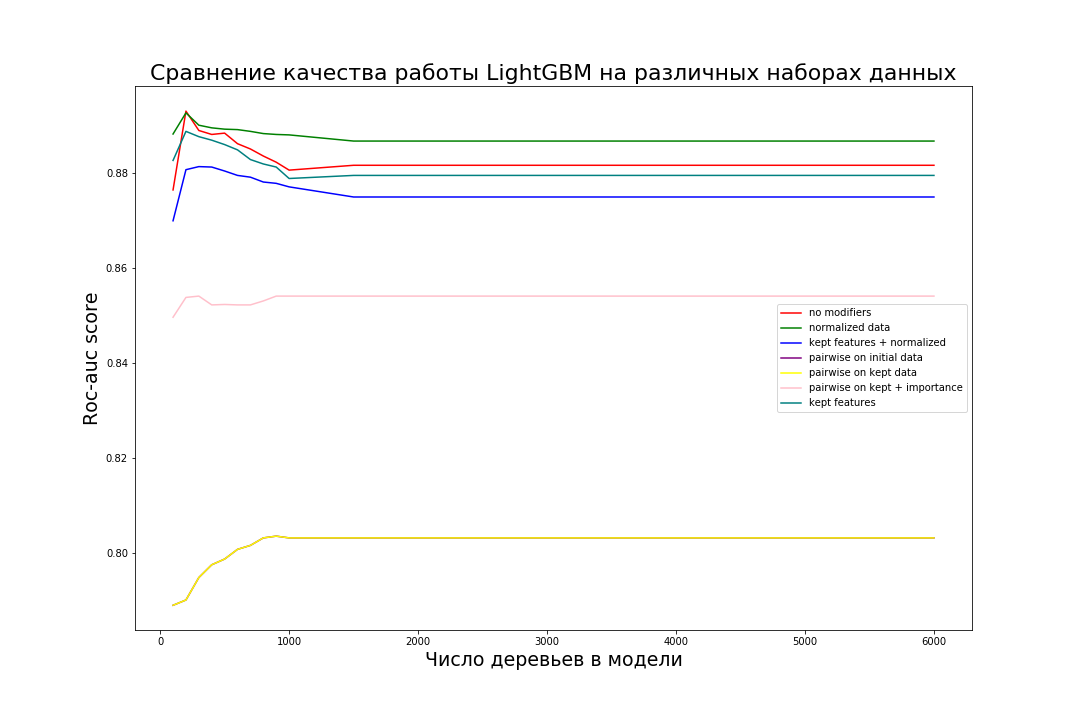 Сравнение качества работы LightGBM на различных наборах данных
Roc-auc score
0.88
0.86
0.84
0.82
0.80
no modifiers
normalized data
kept features + normalized
pairwise on initial data
pairwise on kept data
pairwise on kept + importance
kept features
0 1000 2000 3000 4000 5000 6000
Число деревьев в модели